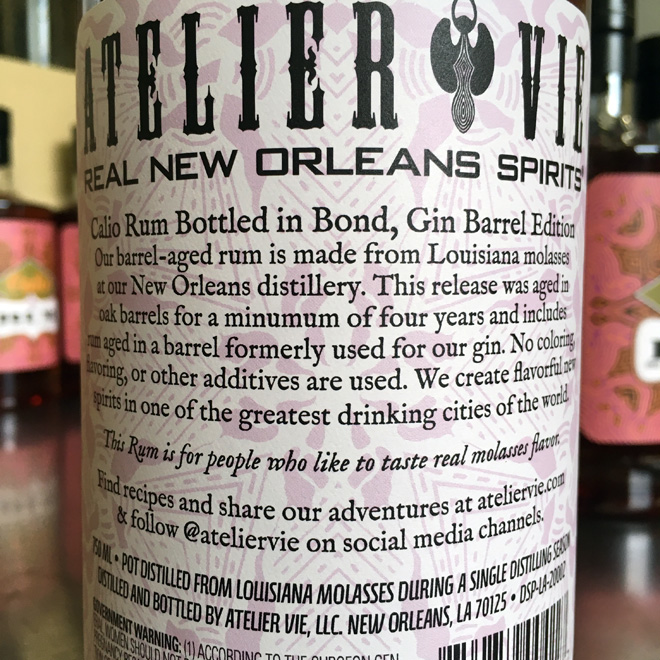 ATELIER VIE
REAL NEW ORLEANS SPIRITS
Calio Rum Bottled in Bond, Gin Barrel Edition
Our barrel-aged rum is made from Louisiana molasses
at our New Orleans distillery. This release was aged in
oak barrels for a minumum of four years and includes
rum aged in a barrel formerly used for our gin. No coloring,
flavoring, or other additives are used. We create flavorful new
spirits in one of the greatest drinking cities of the world.
This Rum is for people who like to taste real molasses flavor.
Find recipes and share our adventures at ateliervie.com
& follow @ateliervie on social media channels.
750 ML • POT DISTILLED FROM LOUISIANA MOLASSES DURING A SINGLE DISTILLING SEASON
DISTILLED AND BOTTLED BY ATELIER VIE, LLC. NEW ORLEANS, LA 70125 • DSP-LA-20002
GOVERNMENT WARNING: (1) ACCORDING TO THE SURGEON GEN
WOMEN SHOULD NOT